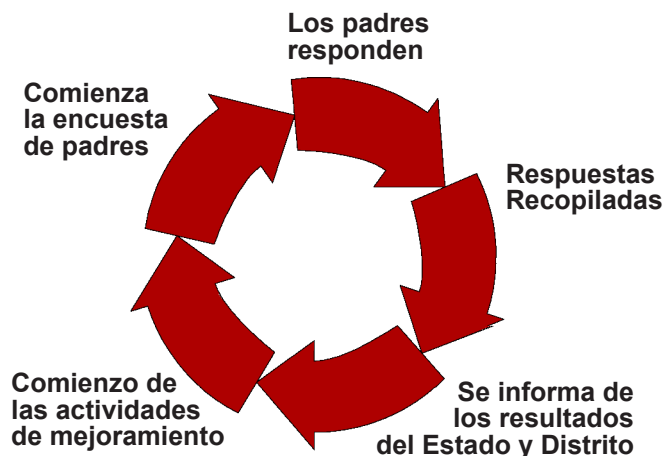 Los padres
responden
Comienza
la encuesta
de padres
Respuestas
Recopiladas
Se informa de
los resultados
del Estado y Distrito
Comienzo de
las actividades
de mejoramiento